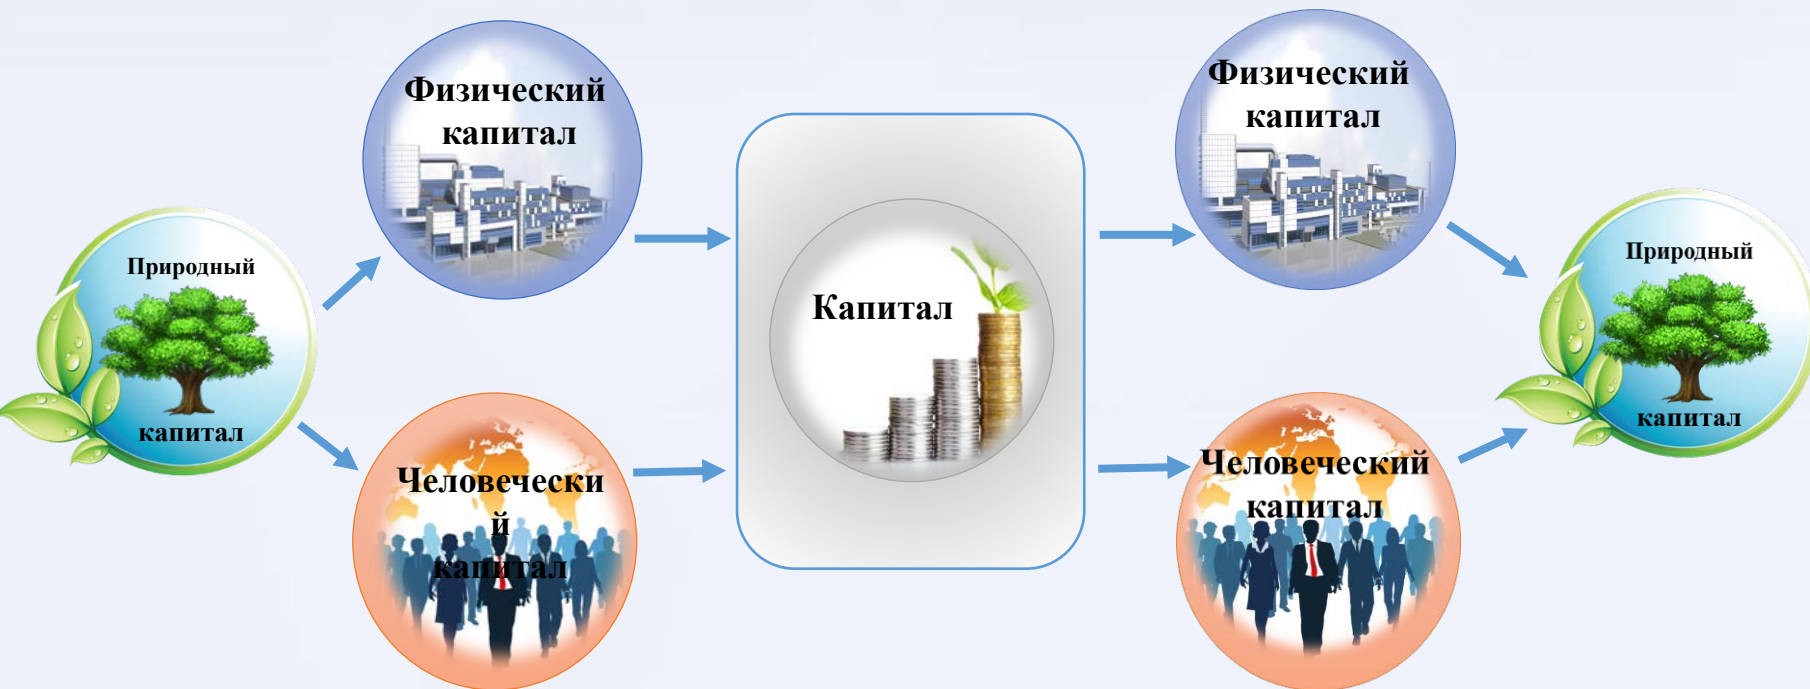 Природный
капитал
Физический
капитал
Человечески
й
капитал
Капитал
Физический
капитал
Человеческий
капитал
Природный
капитал